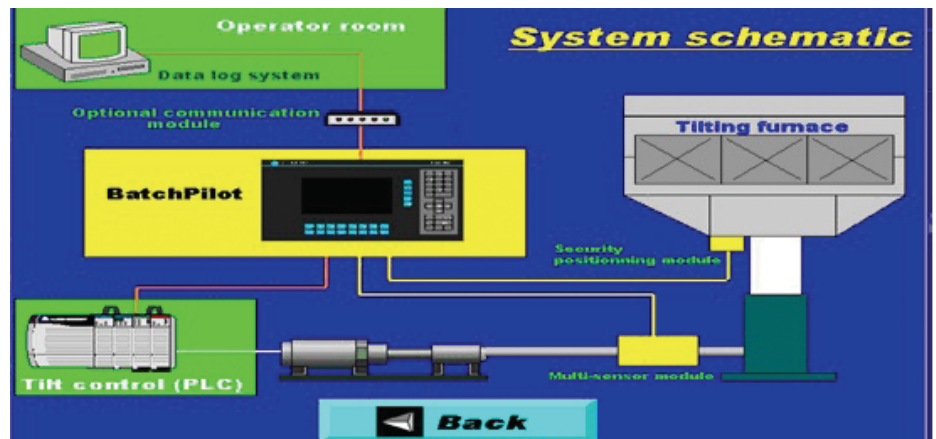 Operator room
System schematic
Data log system
Optional communication
module
Tilting furnace
BatchPilot
Security
positionning module
Tilt control (PLC)
Multi-sensor module
Back